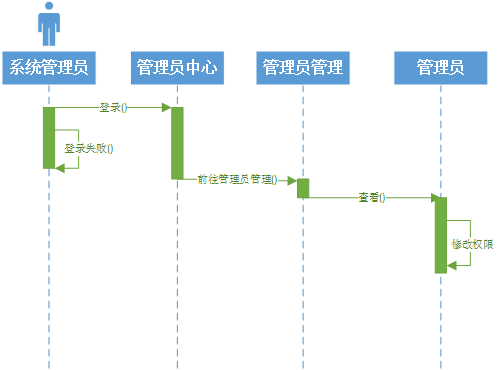 系统管理员
管理员中心
管理员管理
管理员
登录()
登录失败()
前往管理员管理()
查看()
修改权限